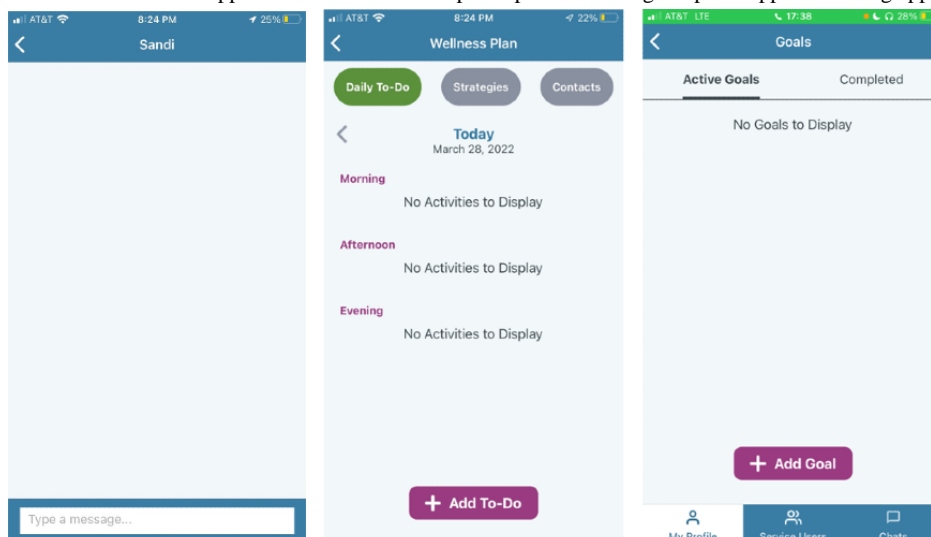 AT&T 8:24 PM 25%
Sandi
Type a message...
AT&T 8:24 PM 22%
Wellness Plan
Daily To-Do Strategies Contacts
Today
March 28, 2022
Morning
No Activities to Display
Afternoon
No Activities to Display
Evening
No Activities to Display
+ Add To-Do
AT&T LTE 17:38 28%
Goals
Active Goals Completed
No Goals to Display
+ Add Goal
My Profile Service Users Chats